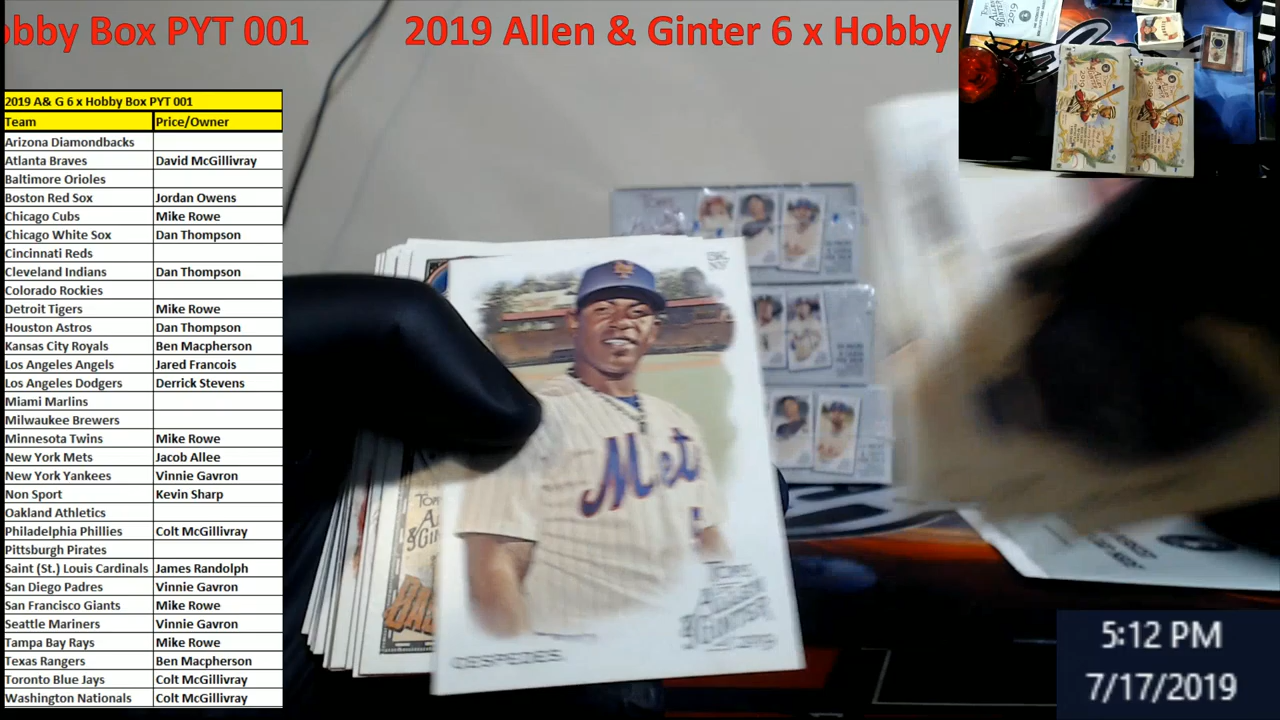 obby Box PYT 001 2019 Allen & Ginter 6 x Hobby
2019 A& G 6 x Hobby Box PYT 001
Team Price/Owner
Arizona Diamondbacks
Atlanta Braves David McGillivray
Baltimore Orioles
Boston Red Sox Jordan Owens
Chicago Cubs Mike Rowe
Chicago White Sox Dan Thompson
Cincinnati Reds
Cleveland Indians Dan Thompson
Colorado Rockies
Detroit Tigers Mike Rowe
Houston Astros Dan Thompson
Kansas City Royals Ben Macpherson
Los Angeles Angels Jared Francois
Los Angeles Dodgers Derrick Stevens
Miami Marlins
Milwaukee Brewers
Minnesota Twins Mike Rowe
New York Mets Jacob Allee
New York Yankees Vinnie Gavron
Non Sport Kevin Sharp
Oakland Athletics
Philadelphia Phillies Colt McGillivray
Pittsburgh Pirates
Saint (St.) Louis Cardinals James Randolph
San Diego Padres Vinnie Gavron
San Francisco Giants Mike Rowe
Seattle Mariners Vinnie Gavron
Tampa Bay Rays Mike Rowe
Texas Rangers Ben Macpherson
Toronto Blue Jays Colt McGillivray
Washington Nationals Colt McGillivray
Mets
Topps
Allen
& Ginter
2019
CESPEDES
5:12 PM
7/17/2019